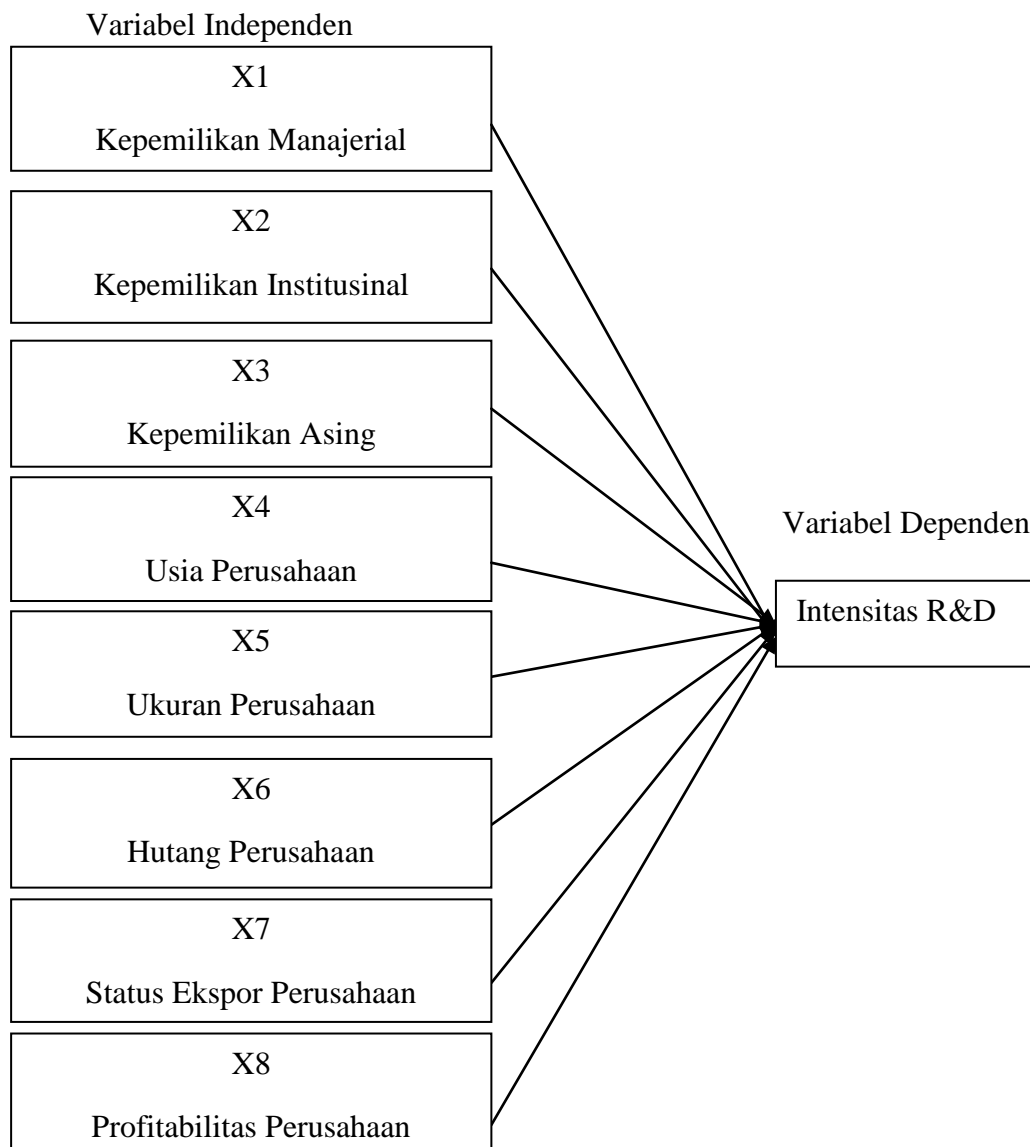 Variabel Independen
X1
Kepemilikan Manajerial
X2
Kepemilikan Institusinal
X3
Kepemilikan Asing
X4
Usia Perusahaan
X5
Ukuran Perusahaan
X6
Hutang Perusahaan
X7
Status Ekspor Perusahaan
X8
Profitabilitas Perusahaan
Variabel Dependen
Intensitas R&D